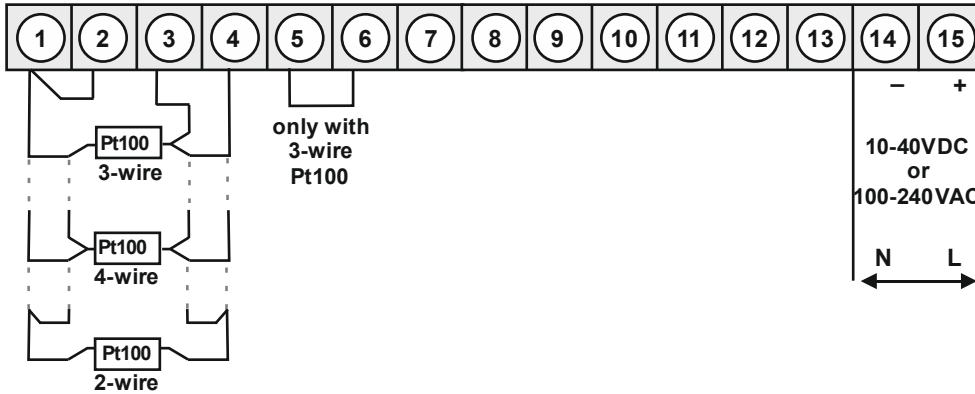 1 2 3 4 5 6 7 8 9 10 11 12 13 14 15
– +
Pt100
3-wire
only with
3-wire
Pt100
10-40VDC
or
100-240VAC
Pt100
4-wire
N L
Pt100
2-wire